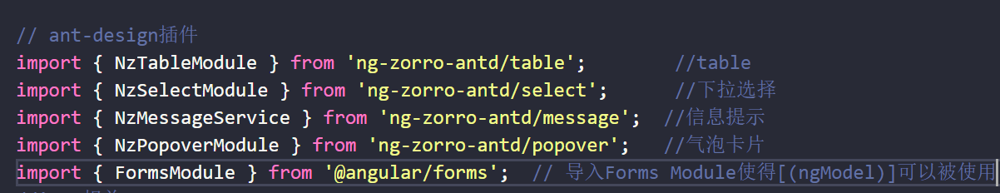 // ant-design插件
import { NzTableModule } from 'ng-zorro-antd/table';        //table
import { NzSelectModule } from 'ng-zorro-antd/select';      //下拉选择
import { NzMessageService } from 'ng-zorro-antd/message';  //信息提示
import { NzPopoverModule } from 'ng-zorro-antd/popover';   //气泡卡片
import { FormsModule } from '@angular/forms';  // 导入Forms Module使得[(ngModel)]可以被使用